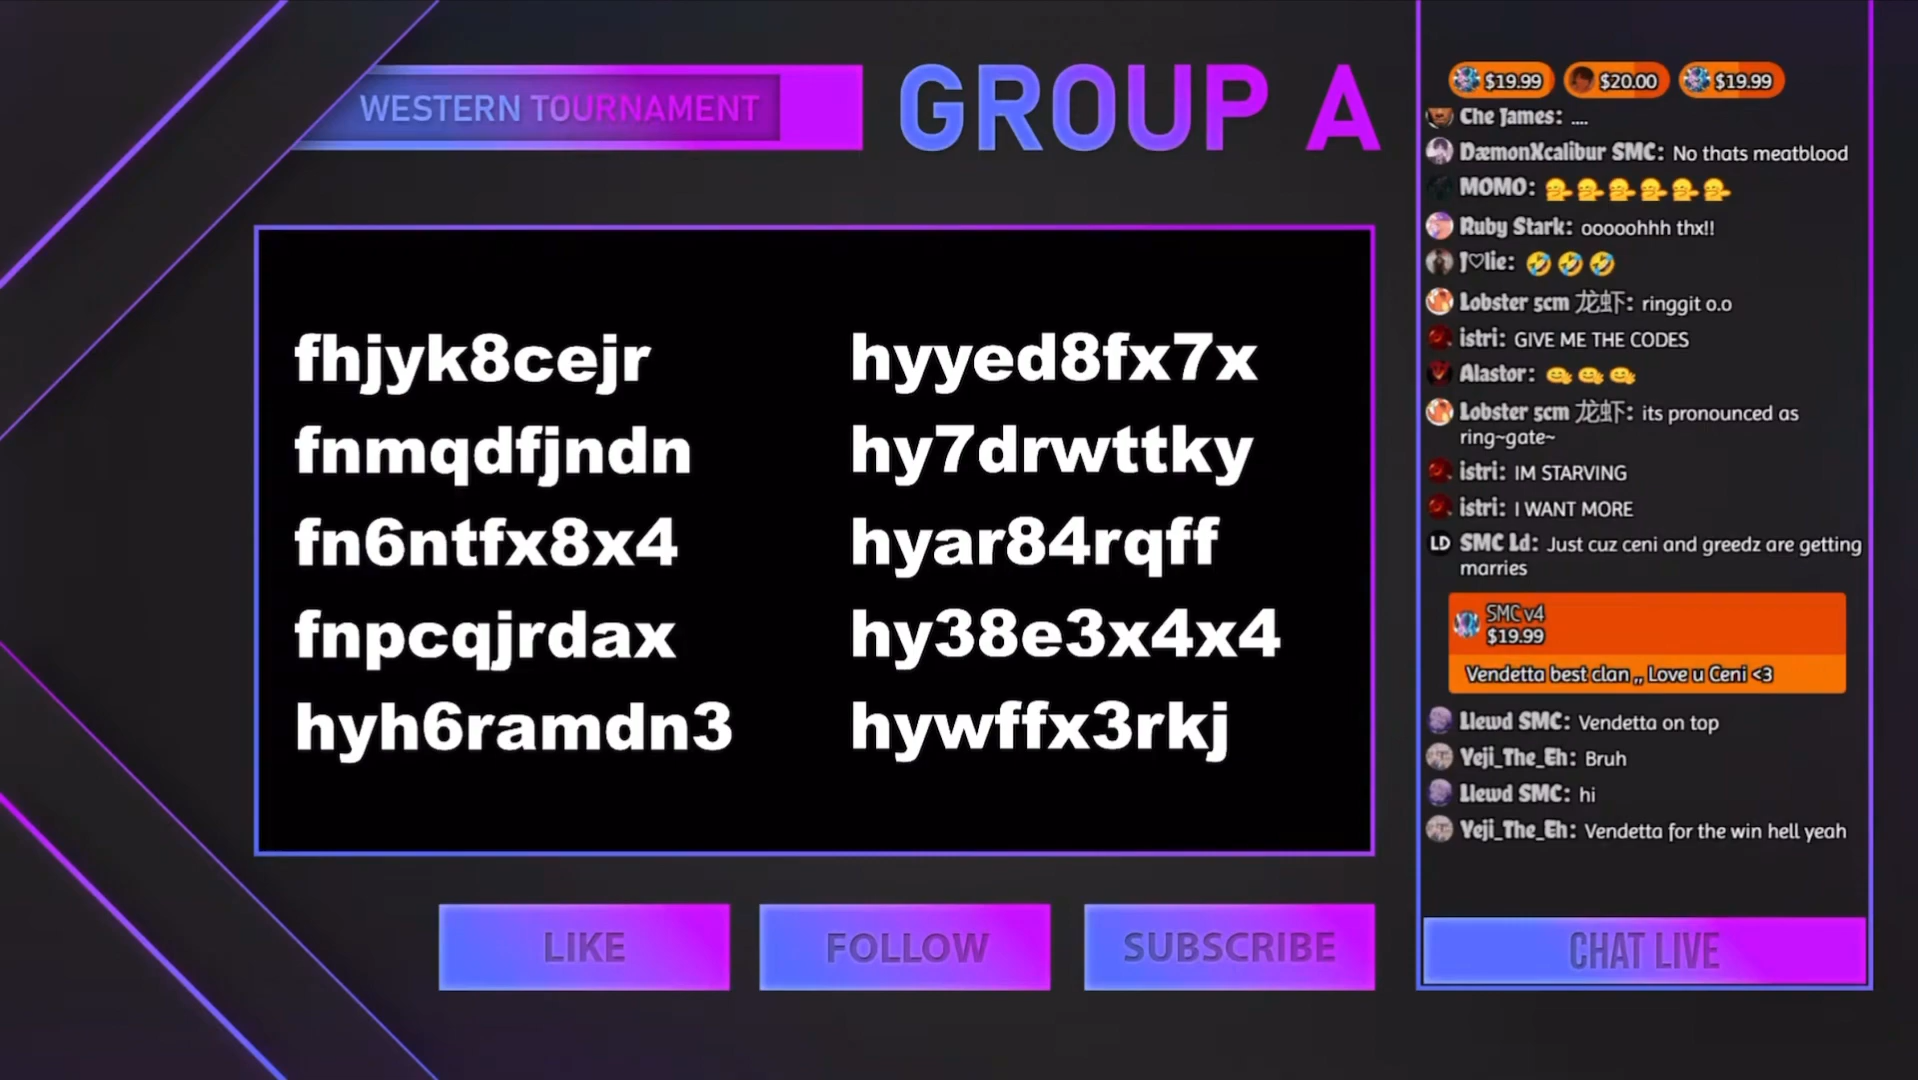 WESTERN TOURNAMENT
GROUP A
fhjyk8cejr
fnmqdfjndn
fn6ntfx8x4
fnpcqjrdax
hyh6ramdn3
hyyed8fx7x
hy7drwttky
hyar84rqff
hy38e3x4x4
hywffx3rkj
LIKE
FOLLOW
SUBSCRIBE
$19.99 $20.00 $19.99
Che James: ....
DæmonXcalibur SMC: No thats meatblood
MOMO: 🫤🫤🫤🫤🫤🫤
Ruby Stark: ooooohhh thx!!
J♡lie: 🤣🤣🤣
Lobster 5cm 龙虾: ringgit o.o
istri: GIVE ME THE CODES
Alastor:
Lobster 5cm 龙虾: its pronounced as
ring~gate~
istri: IM STARVING
istri: I WANT MORE
LD SMC Ld: Just cuz ceni and greedz are getting
marries
SMC v4
$19.99
Vendetta best clan ,, Love u Ceni <3
Llewd SMC: Vendetta on top
Yeji_The_Eh: Bruh
Llewd SMC: hi
Yeji_The_Eh: Vendetta for the win hell yeah
CHAT LIVE